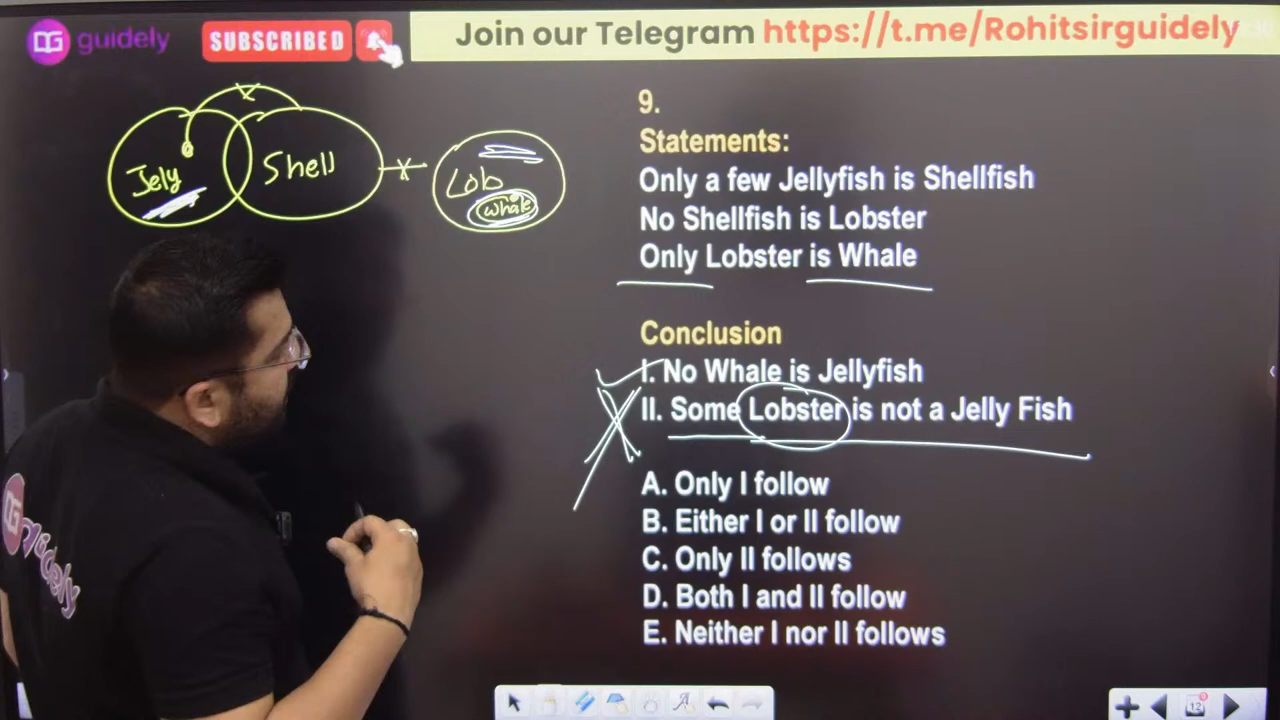 guidely
SUBSCRIBED
Join our Telegram https://t.me/Rohitsirguidely
Jely
Shell
Lob
whale
9.
Statements:
Only a few Jellyfish is Shellfish
No Shellfish is Lobster
Only Lobster is Whale
Conclusion
I. No Whale is Jellyfish
II. Some Lobster is not a Jelly Fish
A. Only I follow
B. Either I or II follow
C. Only II follows
D. Both I and II follow
E. Neither I nor II follows
guidely
12